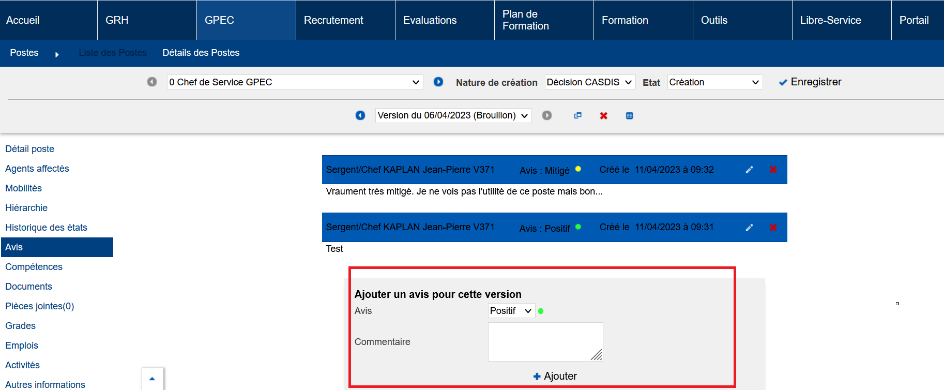 Accueil GRH GPEC Recrutement Evaluations Plan de Formation Formation Outils Libre-Service Portail
Postes Liste des Postes Détails des Postes
0 Chef de Service GPEC Nature de création Décision CASDIS Etat Création Enregistrer
Version du 06/04/2023 (Brouillon)
Détail poste
Agents affectés
Mobilités
Hiérarchie
Historique des états
Avis
Compétences
Documents
Pièces jointes(0)
Grades
Emplois
Activités
Autres informations
Sergent/Chef KAPLAN Jean-Pierre V371 Avis : Mitigé Créé le 11/04/2023 à 09:32
Vraument très mitigé. Je ne vois pas l'utilité de ce poste mais bon...
Sergent/Chef KAPLAN Jean-Pierre V371 Avis : Positif Créé le 11/04/2023 à 09:31
Test
Ajouter un avis pour cette version
Avis Positif
Commentaire
Ajouter